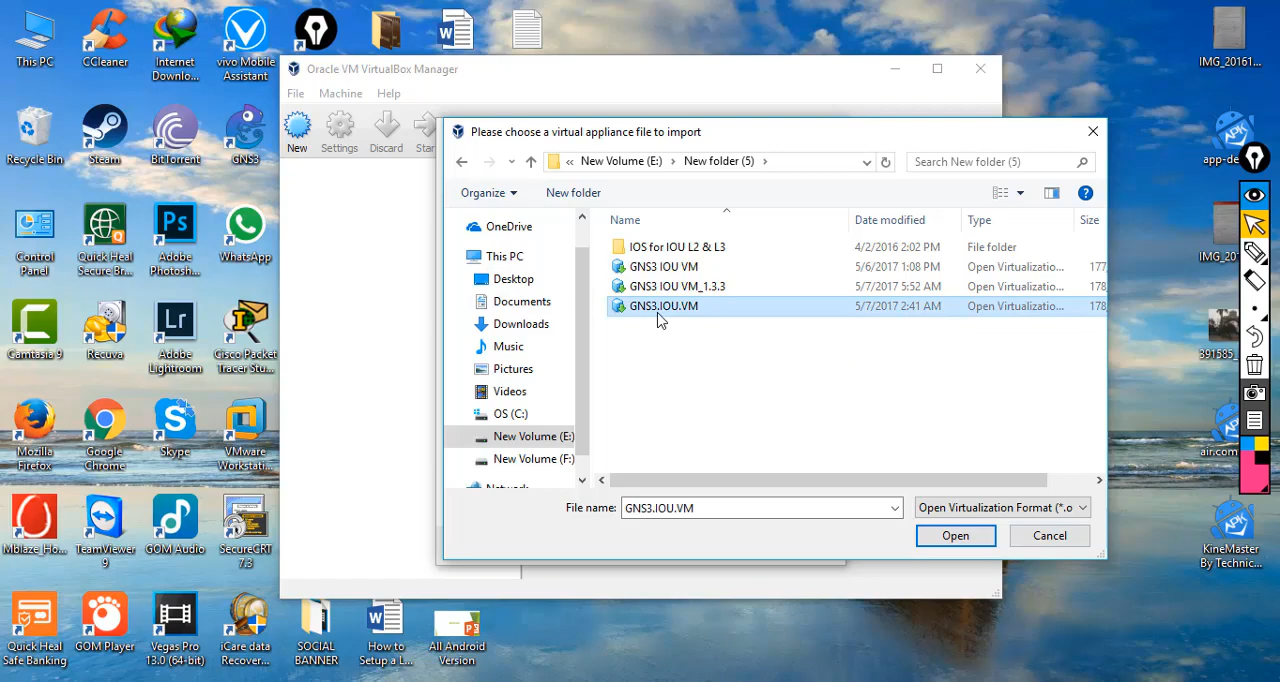 This PC
CCleaner
Internet
Downlo...
vivo Mobile
Assistant
IMG_20161...
Recycle Bin
Steam
BitTorrent
GNS3
app-de
Control
Panel
Quick Heal
Secure Br...
Adobe
Photosh...
WhatsApp
IMG_20
Camtasia 9
Recuva
Adobe
Lightroom
Cisco Packet
Tracer Stu...
391585_
Mozilla
Firefox
Google
Chrome
Skype
VMware
Workstati...
air.com
Mblaze_Ho...
TeamViewer
9
GOM Audio
SecureCRT
7.3
KineMaster
By Technic...
Quick Heal
Safe Banking
GOM Player
Vegas Pro
13.0 (64-bit)
iCare data
Recover...
SOCIAL
BANNER
How to
Setup a L...
All Android
Version
Oracle VM VirtualBox Manager
File Machine Help
New Settings Discard Star
Please choose a virtual appliance file to import
« New Volume (E:) > New folder (5) >
Search New folder (5)
Organize New folder
Name Date modified Type Size
OneDrive
This PC
Desktop
Documents
Downloads
Music
Pictures
Videos
OS (C:)
New Volume (E:)
New Volume (F:)
IOS for IOU L2 & L3 4/2/2016 2:02 PM File folder
GNS3 IOU VM 5/6/2017 1:08 PM Open Virtualizatio... 177,
GNS3 IOU VM_1.3.3 5/7/2017 5:52 AM Open Virtualizatio... 178,
GNS3.IOU.VM 5/7/2017 2:41 AM Open Virtualizatio... 178,
File name: GNS3.IOU.VM
Open Virtualization Format (*.o
Open Cancel